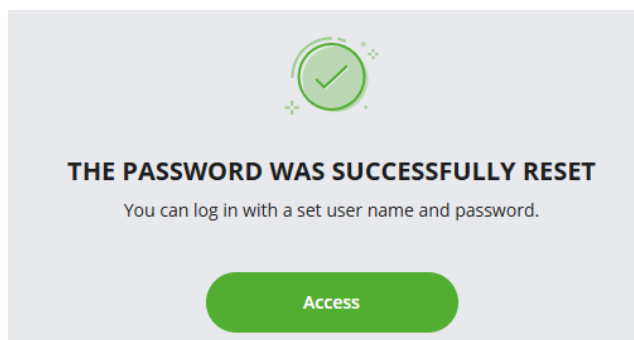 THE PASSWORD WAS SUCCESSFULLY RESET
You can log in with a set user name and password.
Access